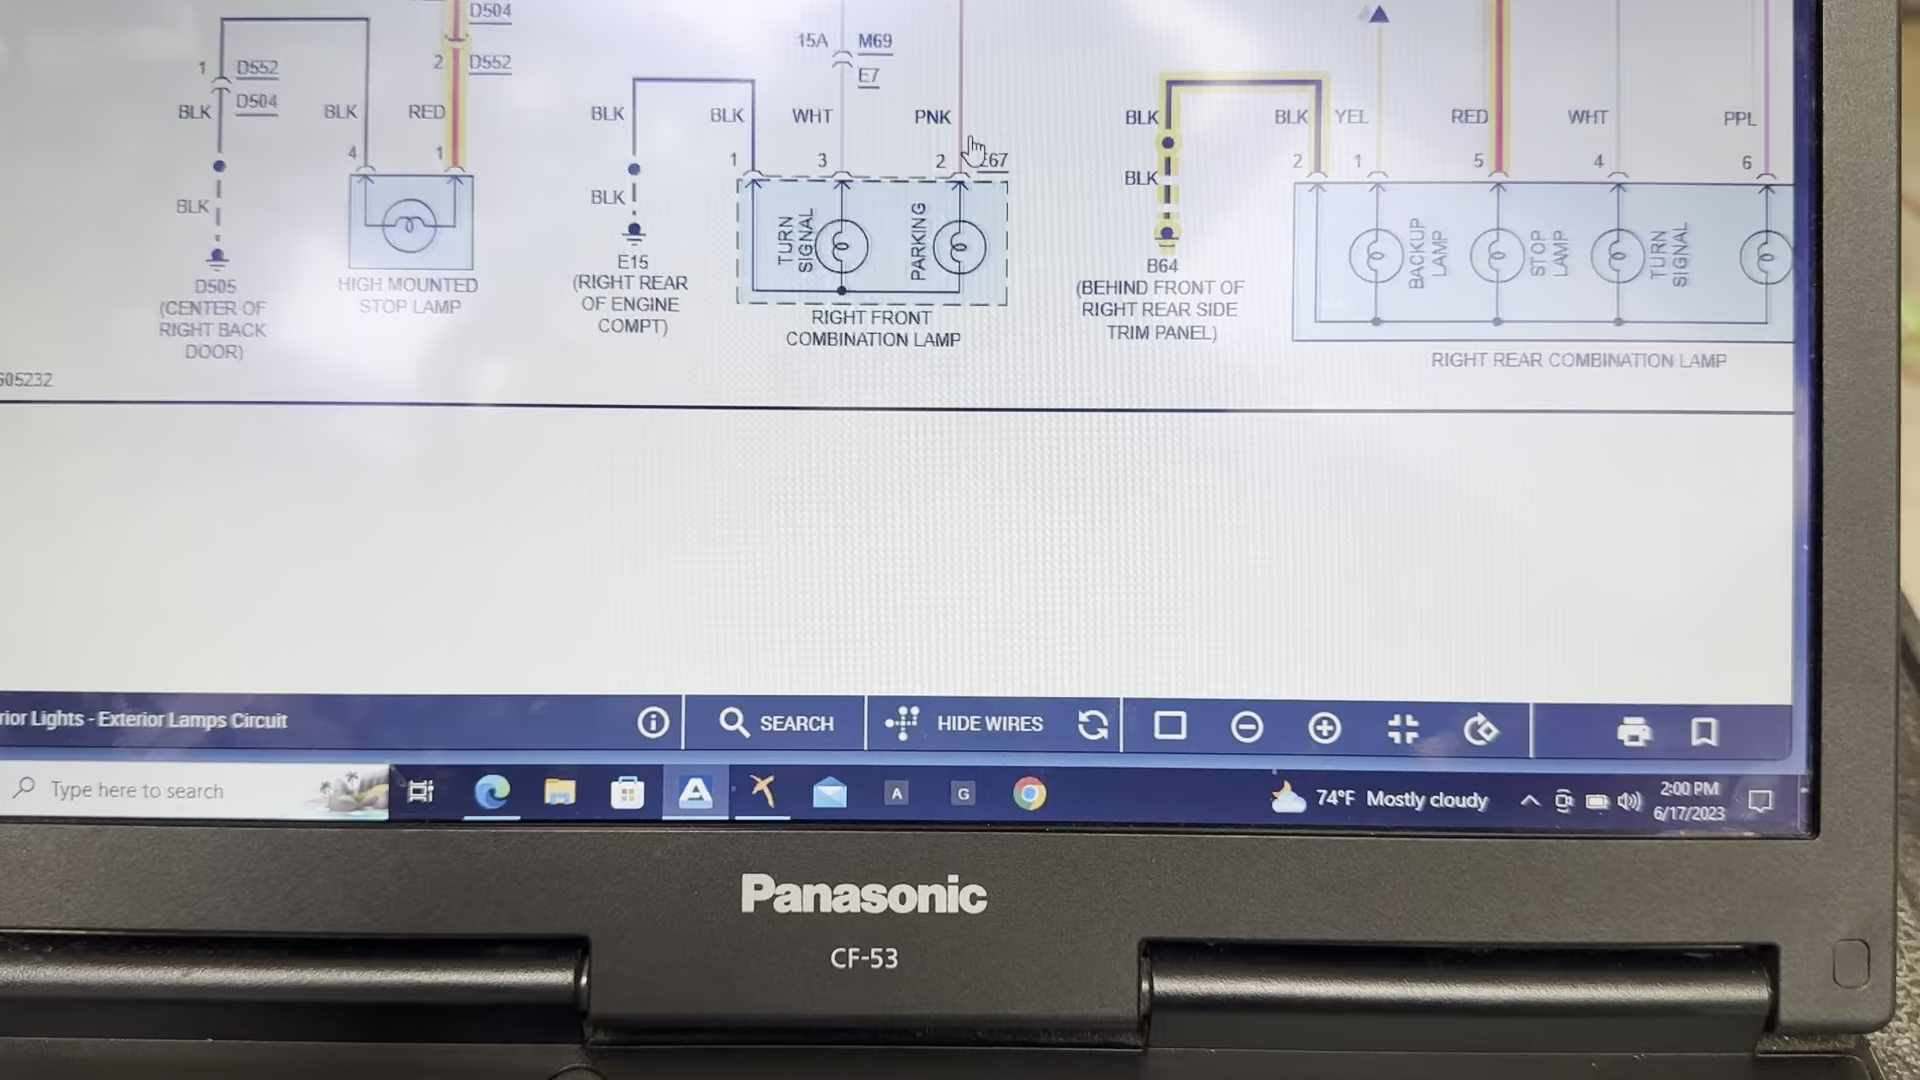 D504
1 D552
2 D552
D504
BLK
BLK
RED
4
1
BLK
D505
(CENTER OF
RIGHT BACK
DOOR)
HIGH MOUNTED
STOP LAMP
15A M69
E7
BLK
BLK
WHT
PNK
1
3
2
E67
BLK
E15
(RIGHT REAR
OF ENGINE
COMPT)
TURN
SIGNAL
PARKING
RIGHT FRONT
COMBINATION LAMP
BLK
BLK
YEL
RED
WHT
PPL
2
1
5
4
6
BLK
B64
(BEHIND FRONT OF
RIGHT REAR SIDE
TRIM PANEL)
BACKUP
LAMP
STOP
LAMP
TURN
SIGNAL
RIGHT REAR COMBINATION LAMP
605232
rior Lights - Exterior Lamps Circuit
SEARCH
HIDE WIRES
Type here to search
A
A
G
74°F Mostly cloudy
2:00 PM
6/17/2023
Panasonic
CF-53